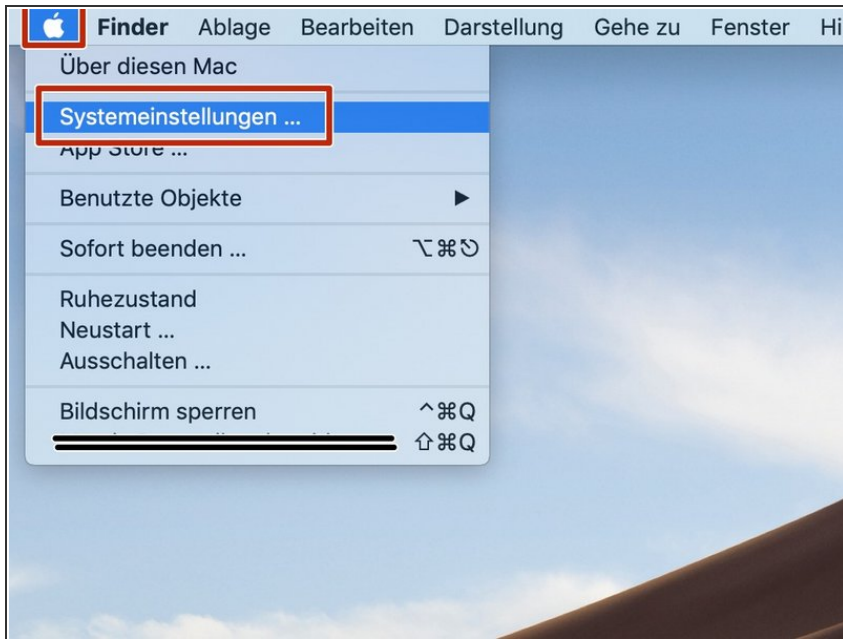 Finder Ablage Bearbeiten Darstellung Gehe zu Fenster Hi
Über diesen Mac
Systemeinstellungen ...
App Store ...
Benutzte Objekte ▶
Sofort beenden ... ⌥⌘⎋
Ruhezustand
Neustart ...
Ausschalten ...
Bildschirm sperren ^⌘Q
⇧⌘Q